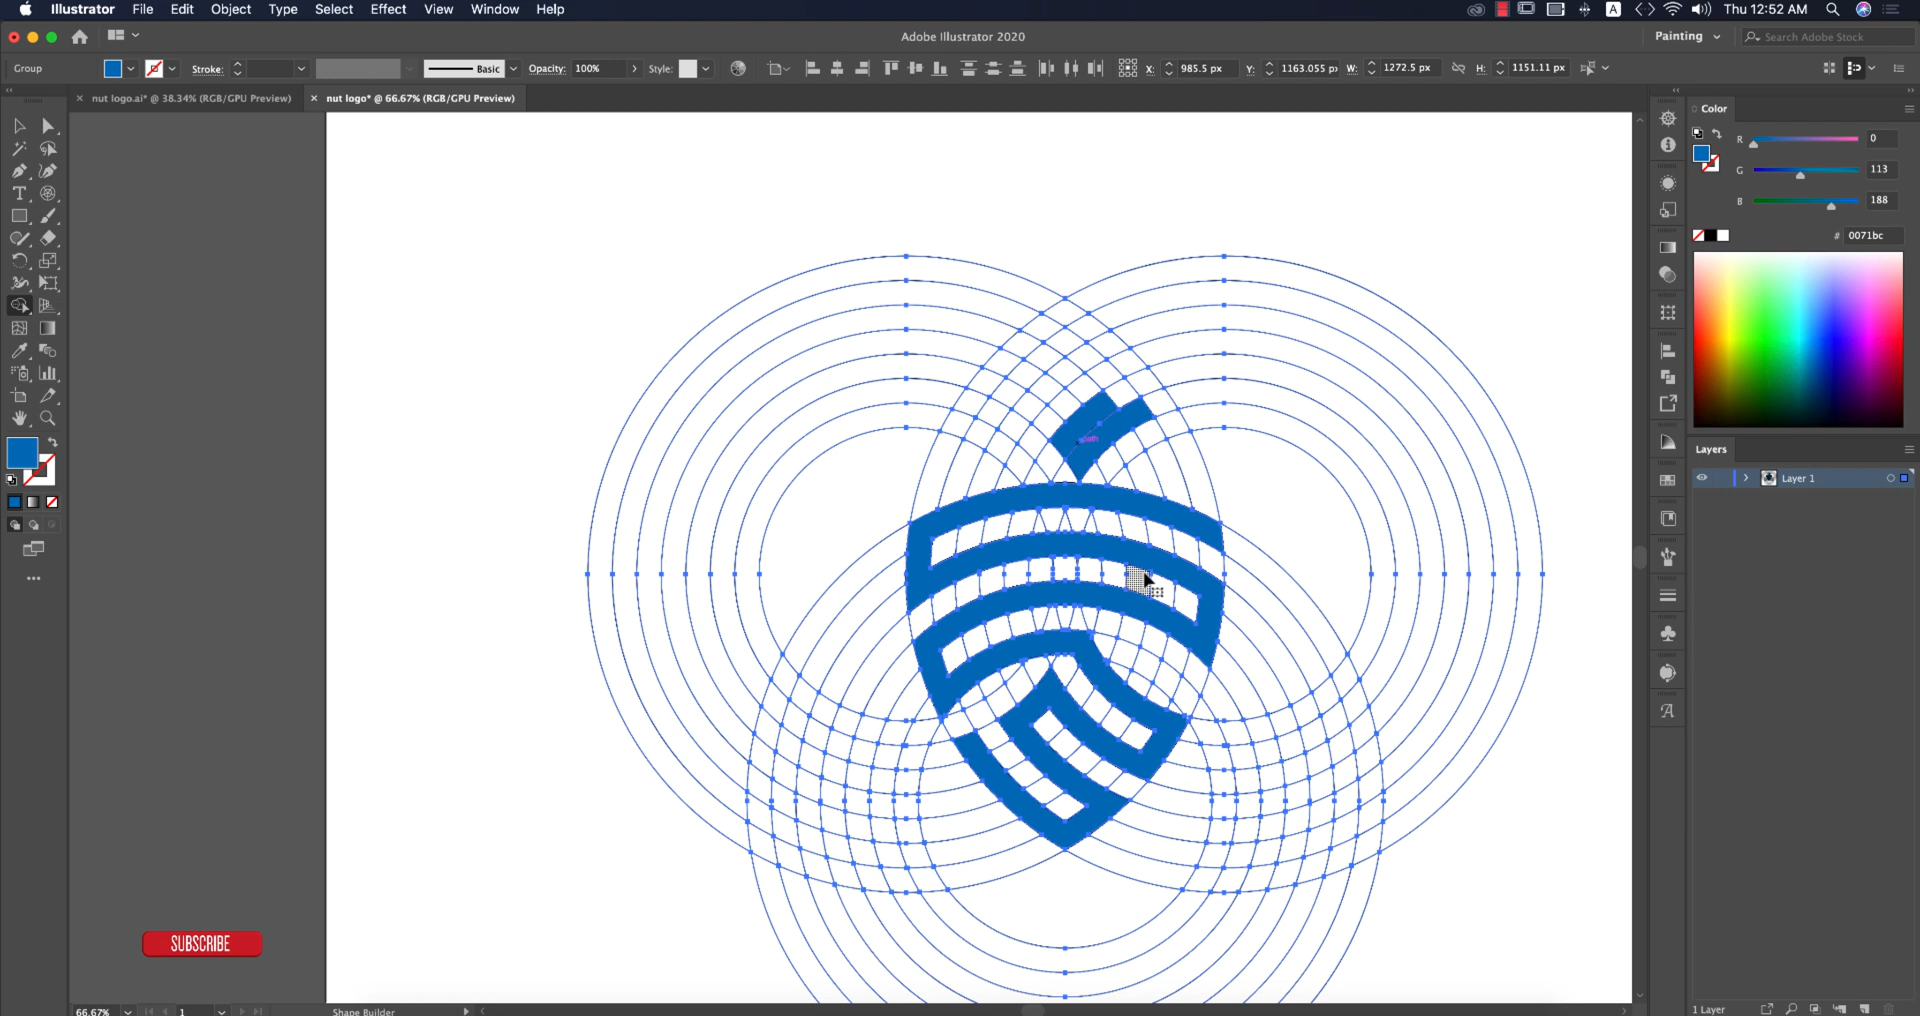 Illustrator File Edit Object Type Select Effect View Window Help
A Thu 12:52 AM
Adobe Illustrator 2020
Painting
Search Adobe Stock
Group Stroke: Basic Opacity: 100% Style: X: 985.5 px Y: 1163.055 px W: 1272.5 px H: 1151.11 px
× nut logo.ai* @ 38.34% (RGB/GPU Preview) × nut logo* @ 66.67% (RGB/GPU Preview)
Color
R 0
G 113
B 188
# 0071bc
Layers
Layer 1
path
SUBSCRIBE
66.67% 1 Shape Builder
1 Layer